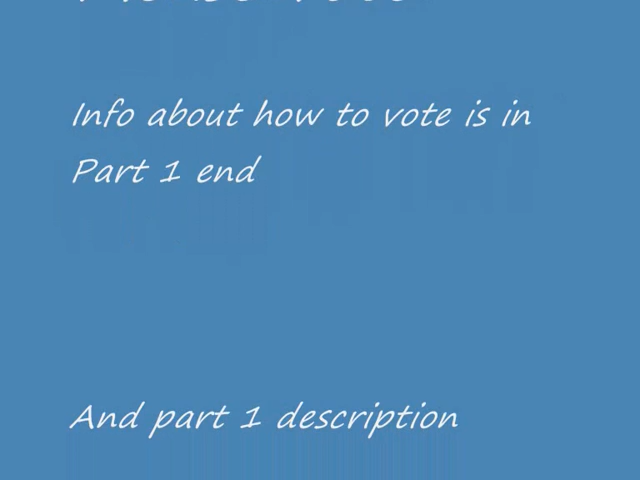 Info about how to vote is in
Part 1 end
And part 1 description